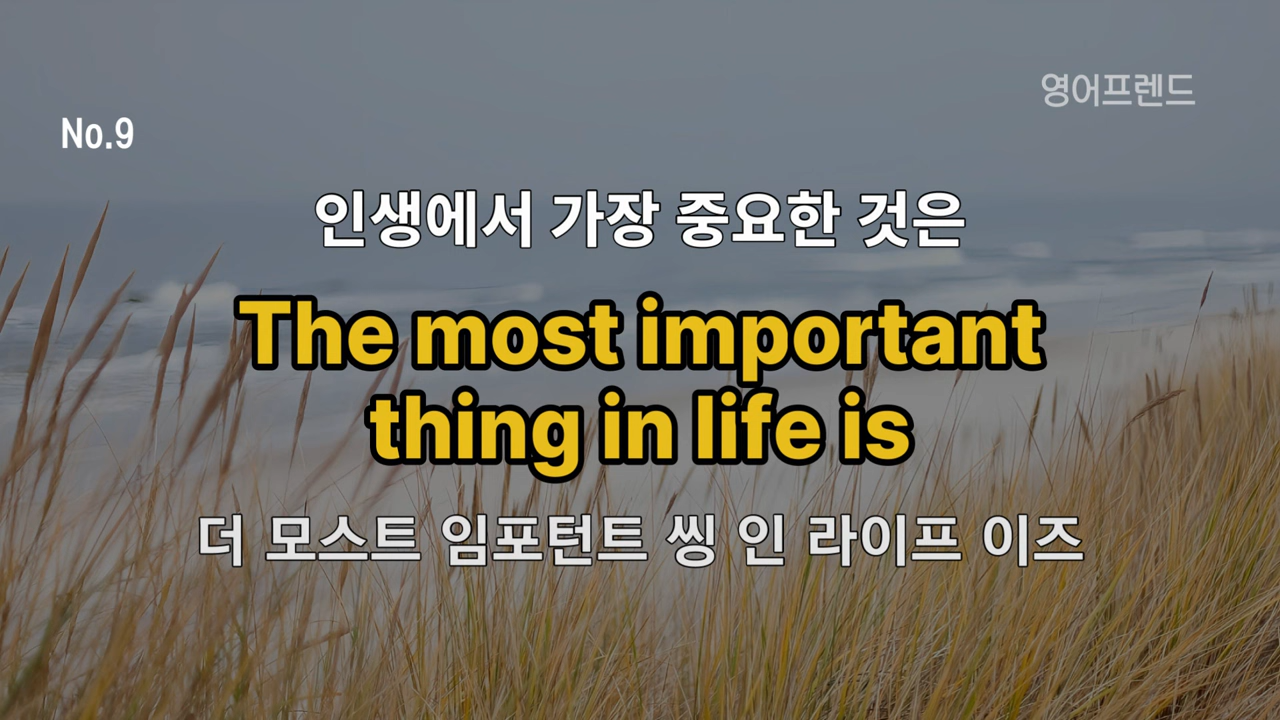 영어프렌드
No.9
인생에서 가장 중요한 것은
The most important
thing in life is
더 모스트 임포턴트 씽 인 라이프 이즈